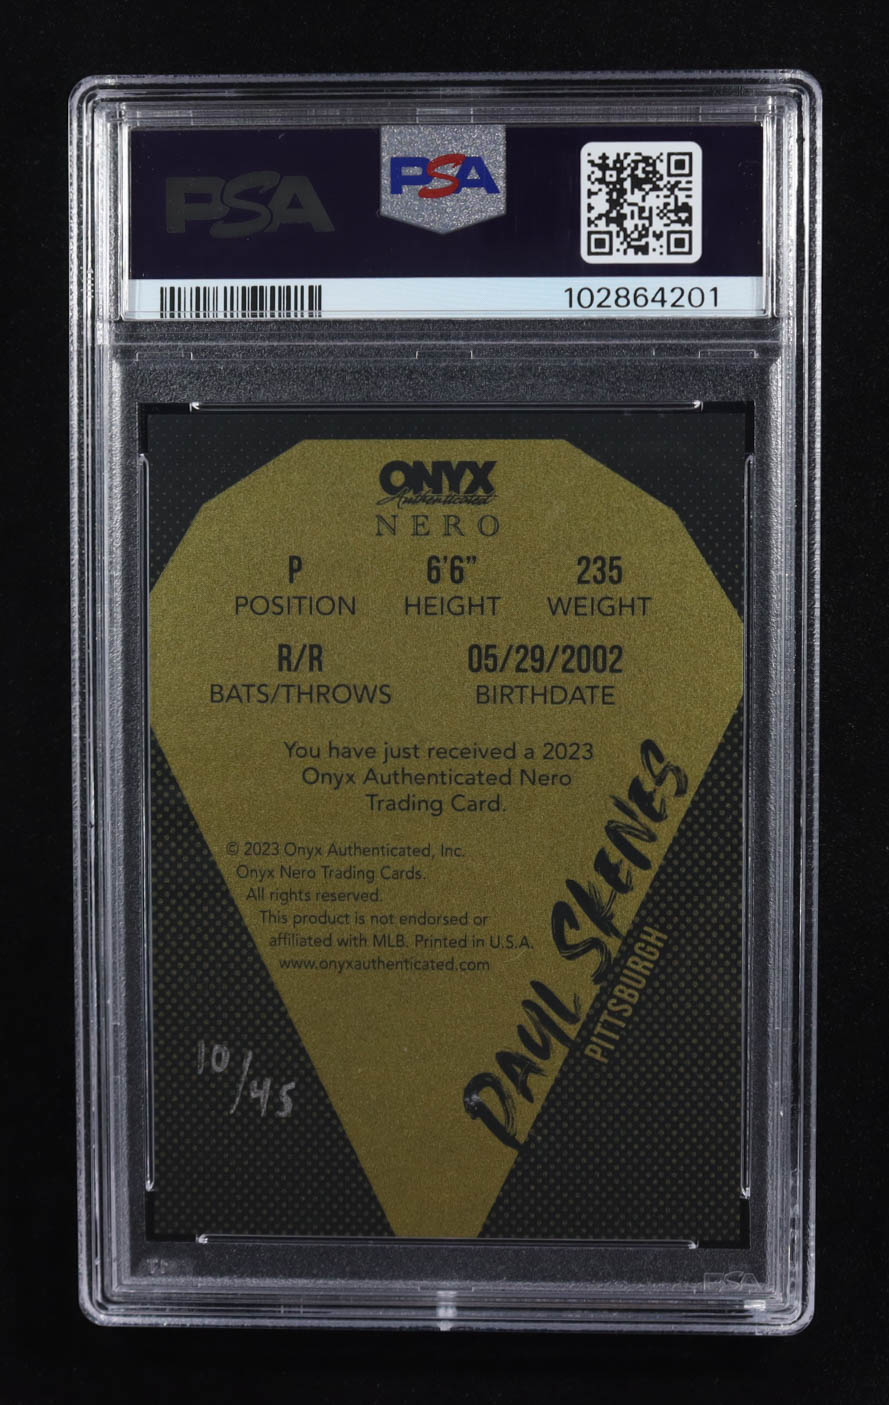 PSA
PSA
102864201
ONYX
Authenticated
NERO
P 6'6" 235
POSITION HEIGHT WEIGHT
R/R 05/29/2002
BATS/THROWS BIRTHDATE
You have just received a 2023
Onyx Authenticated Nero
Trading Card.
© 2023 Onyx Authenticated, Inc.
Onyx Nero Trading Cards.
All rights reserved.
This product is not endorsed or
affiliated with MLB. Printed in U.S.A.
www.onyxauthenticated.com
PAUL SKENES
PITTSBURGH
10/45
PSA